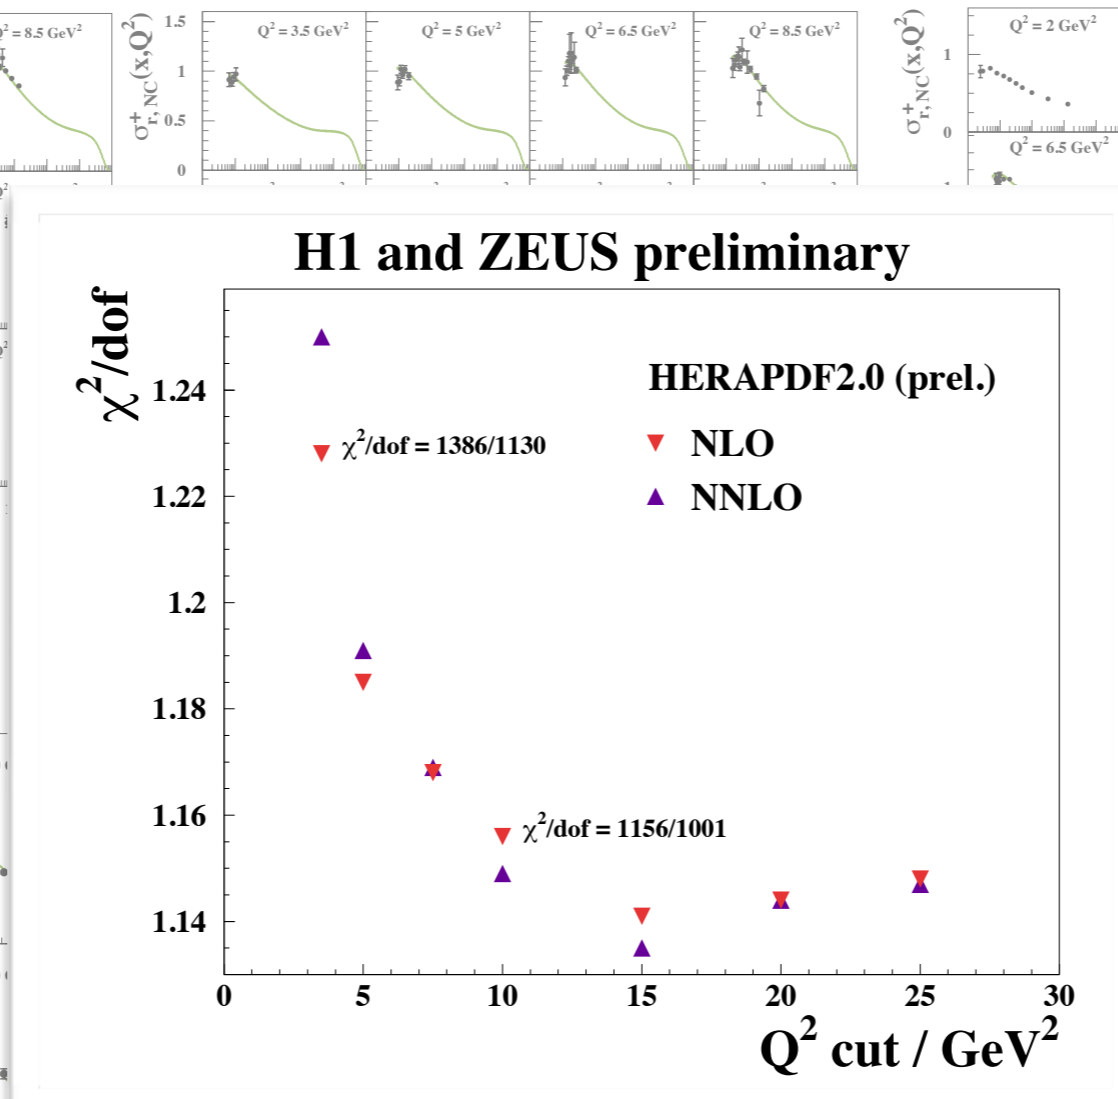 Q² = 8.5 GeV²
σ⁺r, NC(x,Q²)
1.5
1
0.5
0
Q² = 3.5 GeV²
Q² = 5 GeV²
Q² = 6.5 GeV²
Q² = 8.5 GeV²
σ⁺r, NC(x,Q²)
1
0
Q² = 2 GeV²
Q² = 6.5 GeV²
H1 and ZEUS preliminary
χ²/dof
1.24
1.22
1.2
1.18
1.16
1.14
HERAPDF2.0 (prel.)
NLO
NNLO
χ²/dof = 1386/1130
χ²/dof = 1156/1001
0 5 10 15 20 25 30
Q² cut / GeV²